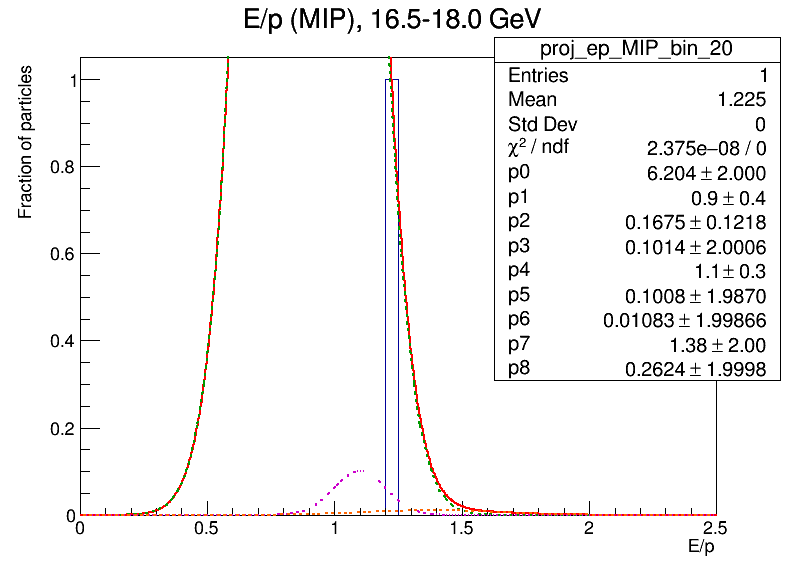 E/p (MIP), 16.5-18.0 GeV
proj_ep_MIP_bin_20
Entries 1
Mean 1.225
Std Dev 0
χ² / ndf 2.375e−08 / 0
p0 6.204 ± 2.000
p1 0.9 ± 0.4
p2 0.1675 ± 0.1218
p3 0.1014 ± 2.0006
p4 1.1 ± 0.3
p5 0.1008 ± 1.9870
p6 0.01083 ± 1.99866
p7 1.38 ± 2.00
p8 0.2624 ± 1.9998
Fraction of particles
1
0.8
0.6
0.4
0.2
0
0 0.5 1 1.5 2 2.5
E/p